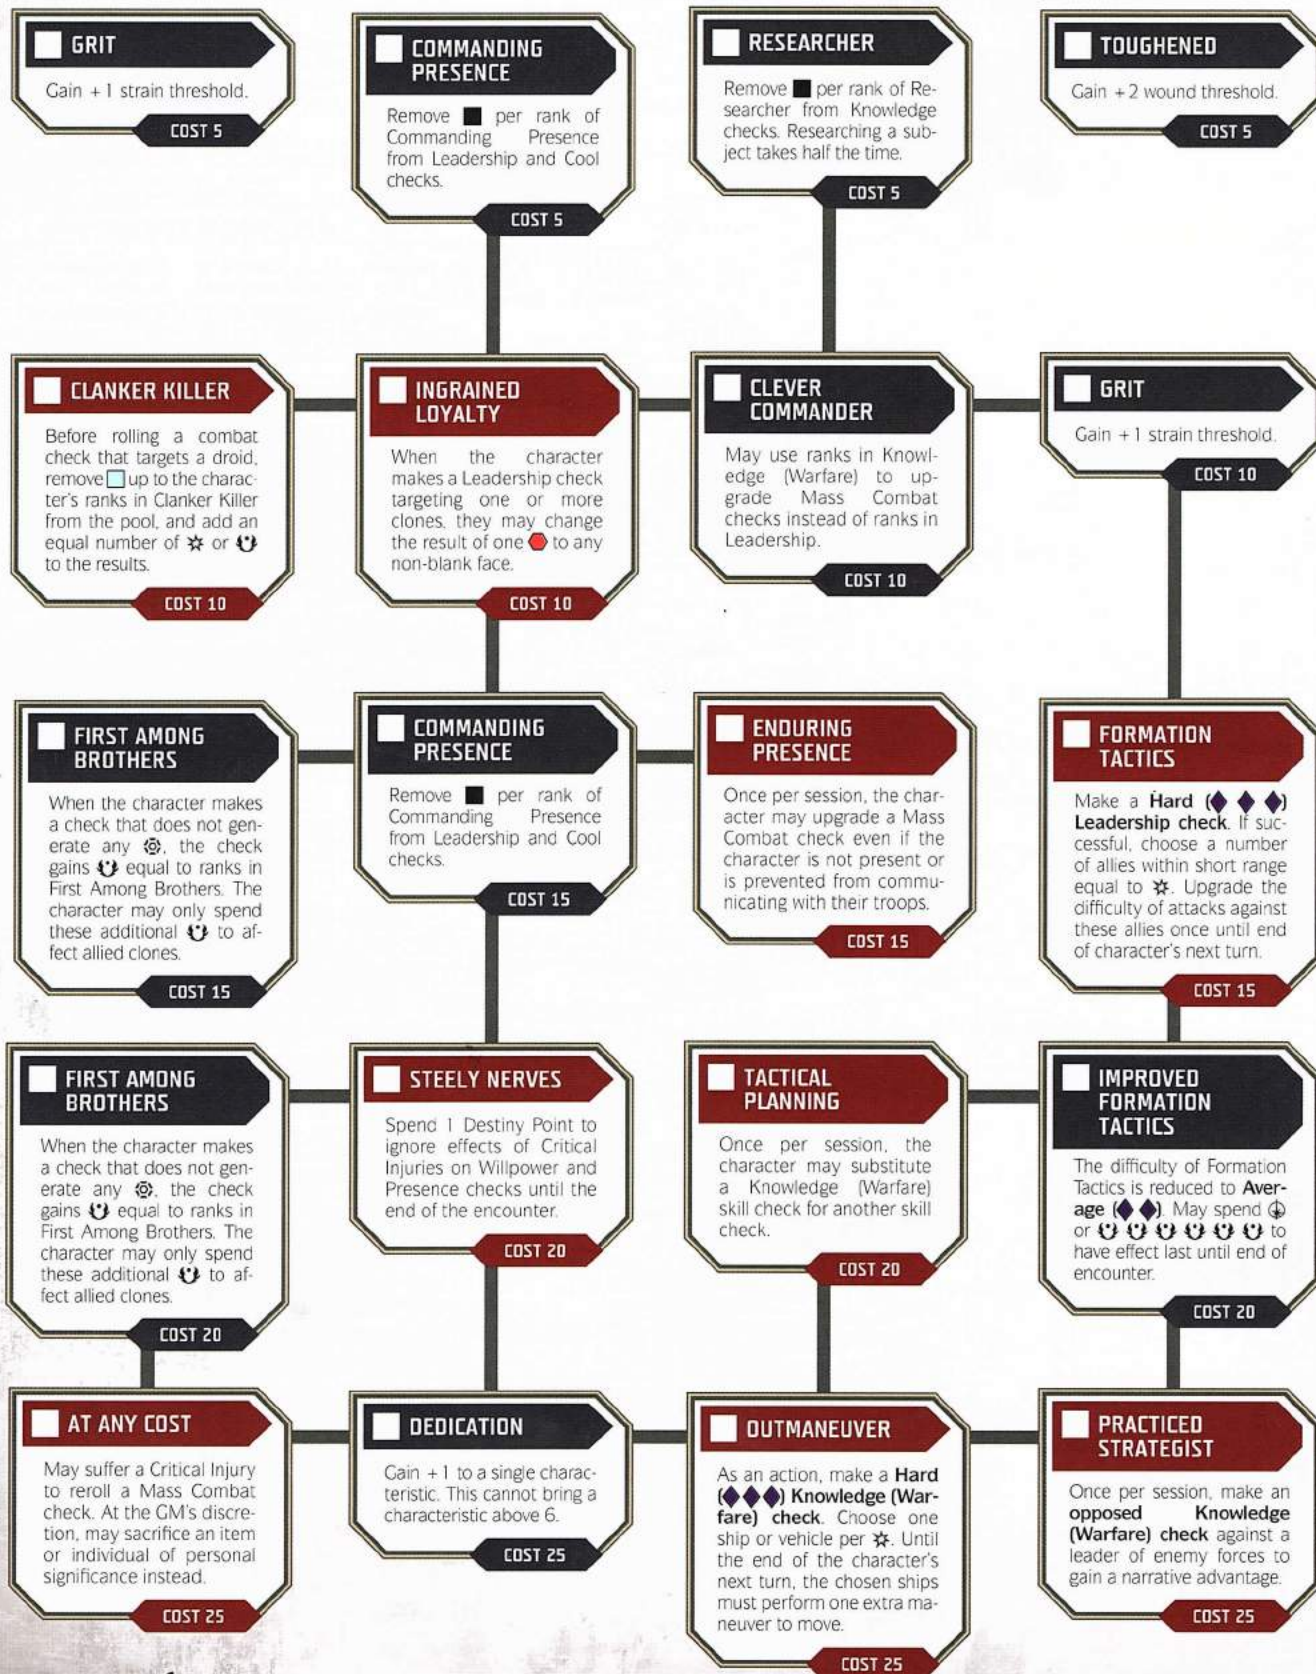 GRIT
Gain +1 strain threshold.
COST 5
COMMANDING
PRESENCE
Remove per rank of
Commanding Presence
from Leadership and Cool
checks.
COST 5
RESEARCHER
Remove per rank of Re-
searcher from Knowledge
checks. Researching a sub-
ject takes half the time.
COST 5
TOUGHENED
Gain +2 wound threshold.
COST 5
CLANKER KILLER
Before rolling a combat
check that targets a droid,
remove up to the charac-
ter's ranks in Clanker Killer
from the pool, and add an
equal number of or
to the results.
COST 10
INGRAINED
LOYALTY
When the character
makes a Leadership check
targeting one or more
clones, they may change
the result of one to any
non-blank face.
COST 10
CLEVER
COMMANDER
May use ranks in Knowl-
edge (Warfare) to up-
grade Mass Combat
checks instead of ranks in
Leadership.
COST 10
GRIT
Gain +1 strain threshold.
COST 10
FIRST AMONG
BROTHERS
When the character makes
a check that does not gen-
erate any , the check
gains equal to ranks in
First Among Brothers. The
character may only spend
these additional to af-
fect allied clones.
COST 15
COMMANDING
PRESENCE
Remove per rank of
Commanding Presence
from Leadership and Cool
checks.
COST 15
ENDURING
PRESENCE
Once per session, the char-
acter may upgrade a Mass
Combat check even if the
character is not present or
is prevented from commu-
nicating with their troops.
COST 15
FORMATION
TACTICS
Make a Hard (◆ ◆ ◆)
Leadership check. If suc-
cessful, choose a number
of allies within short range
equal to . Upgrade the
difficulty of attacks against
these allies once until end
of character's next turn.
COST 15
FIRST AMONG
BROTHERS
When the character makes
a check that does not gen-
erate any , the check
gains equal to ranks in
First Among Brothers. The
character may only spend
these additional to af-
fect allied clones.
COST 20
STEELY NERVES
Spend 1 Destiny Point to
ignore effects of Critical
Injuries on Willpower and
Presence checks until the
end of the encounter.
COST 20
TACTICAL
PLANNING
Once per session, the
character may substitute
a Knowledge (Warfare)
skill check for another skill
check.
COST 20
IMPROVED
FORMATION
TACTICS
The difficulty of Formation
Tactics is reduced to Aver-
age (◆ ◆). May spend
or to
have effect last until end of
encounter.
COST 20
AT ANY COST
May suffer a Critical Injury
to reroll a Mass Combat
check. At the GM's discre-
tion, may sacrifice an item
or individual of personal
significance instead.
COST 25
DEDICATION
Gain +1 to a single charac-
teristic. This cannot bring a
characteristic above 6.
COST 25
OUTMANEUVER
As an action, make a Hard
(◆◆◆) Knowledge (War-
fare) check. Choose one
ship or vehicle per . Until
the end of the character's
next turn, the chosen ships
must perform one extra ma-
neuver to move.
COST 25
PRACTICED
STRATEGIST
Once per session, make an
opposed Knowledge
(Warfare) check against a
leader of enemy forces to
gain a narrative advantage.
COST 25